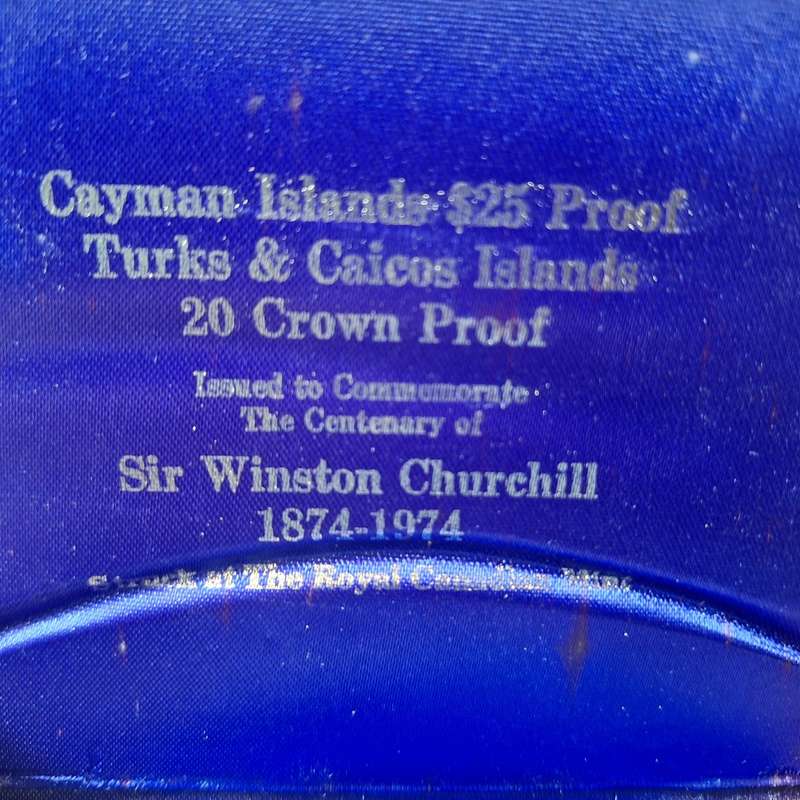 Cayman Islands $25 Proof
Turks & Caicos Islands
20 Crown Proof
Issued to Commemorate
The Centenary of
Sir Winston Churchill
1874-1974
Struck at The Royal Canadian Mint